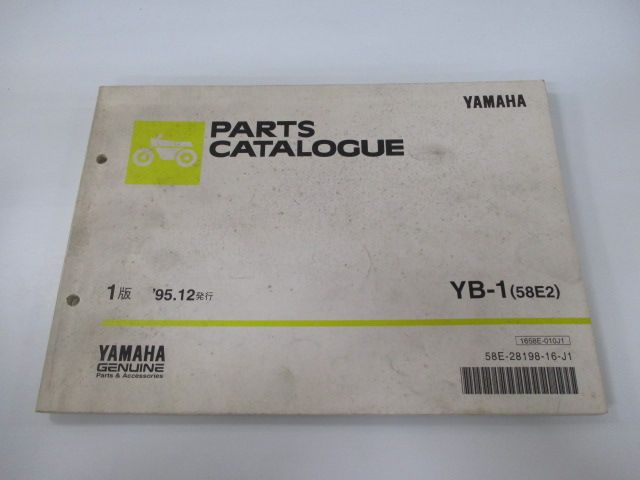 YAMAHA
PARTS
CATALOGUE
1版 '95.12発行
YB-1 (58E2)
1658E-010J1
58E-28198-16-J1
YAMAHA
GENUINE
Parts & Accessories